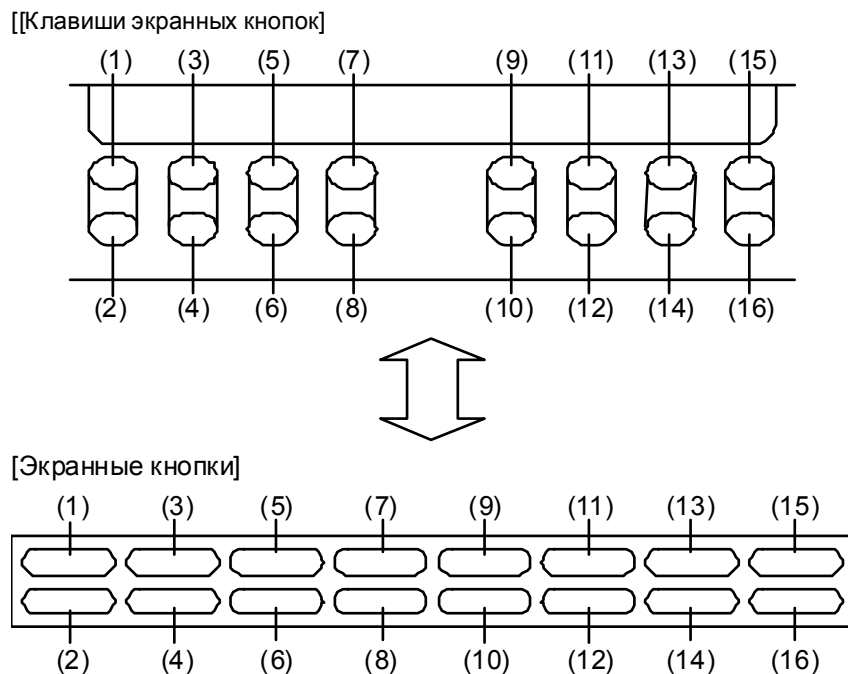 [[Клавиши экранных кнопок]
(1) (3) (5) (7) (9) (11) (13) (15)
(2) (4) (6) (8) (10) (12) (14) (16)
[Экранные кнопки]
(1) (3) (5) (7) (9) (11) (13) (15)
(2) (4) (6) (8) (10) (12) (14) (16)